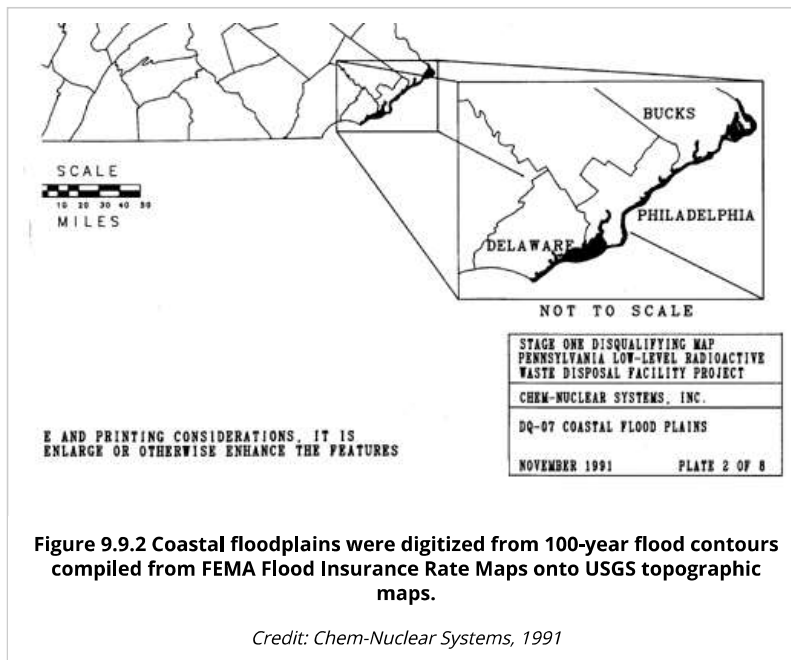 BUCKS
SCALE
10 20 30 40 50
MILES
PHILADELPHIA
DELAWARE
NOT TO SCALE
STAGE ONE DISQUALIFYING MAP
PENNSYLVANIA LOW-LEVEL RADIOACTIVE
WASTE DISPOSAL FACILITY PROJECT
CHEM-NUCLEAR SYSTEMS, INC.
DQ-07 COASTAL FLOOD PLAINS
NOVEMBER 1991 PLATE 2 OF 8
E AND PRINTING CONSIDERATIONS, IT IS
ENLARGE OR OTHERWISE ENHANCE THE FEATURES
Figure 9.9.2 Coastal floodplains were digitized from 100-year flood contours
compiled from FEMA Flood Insurance Rate Maps onto USGS topographic
maps.
Credit: Chem-Nuclear Systems, 1991